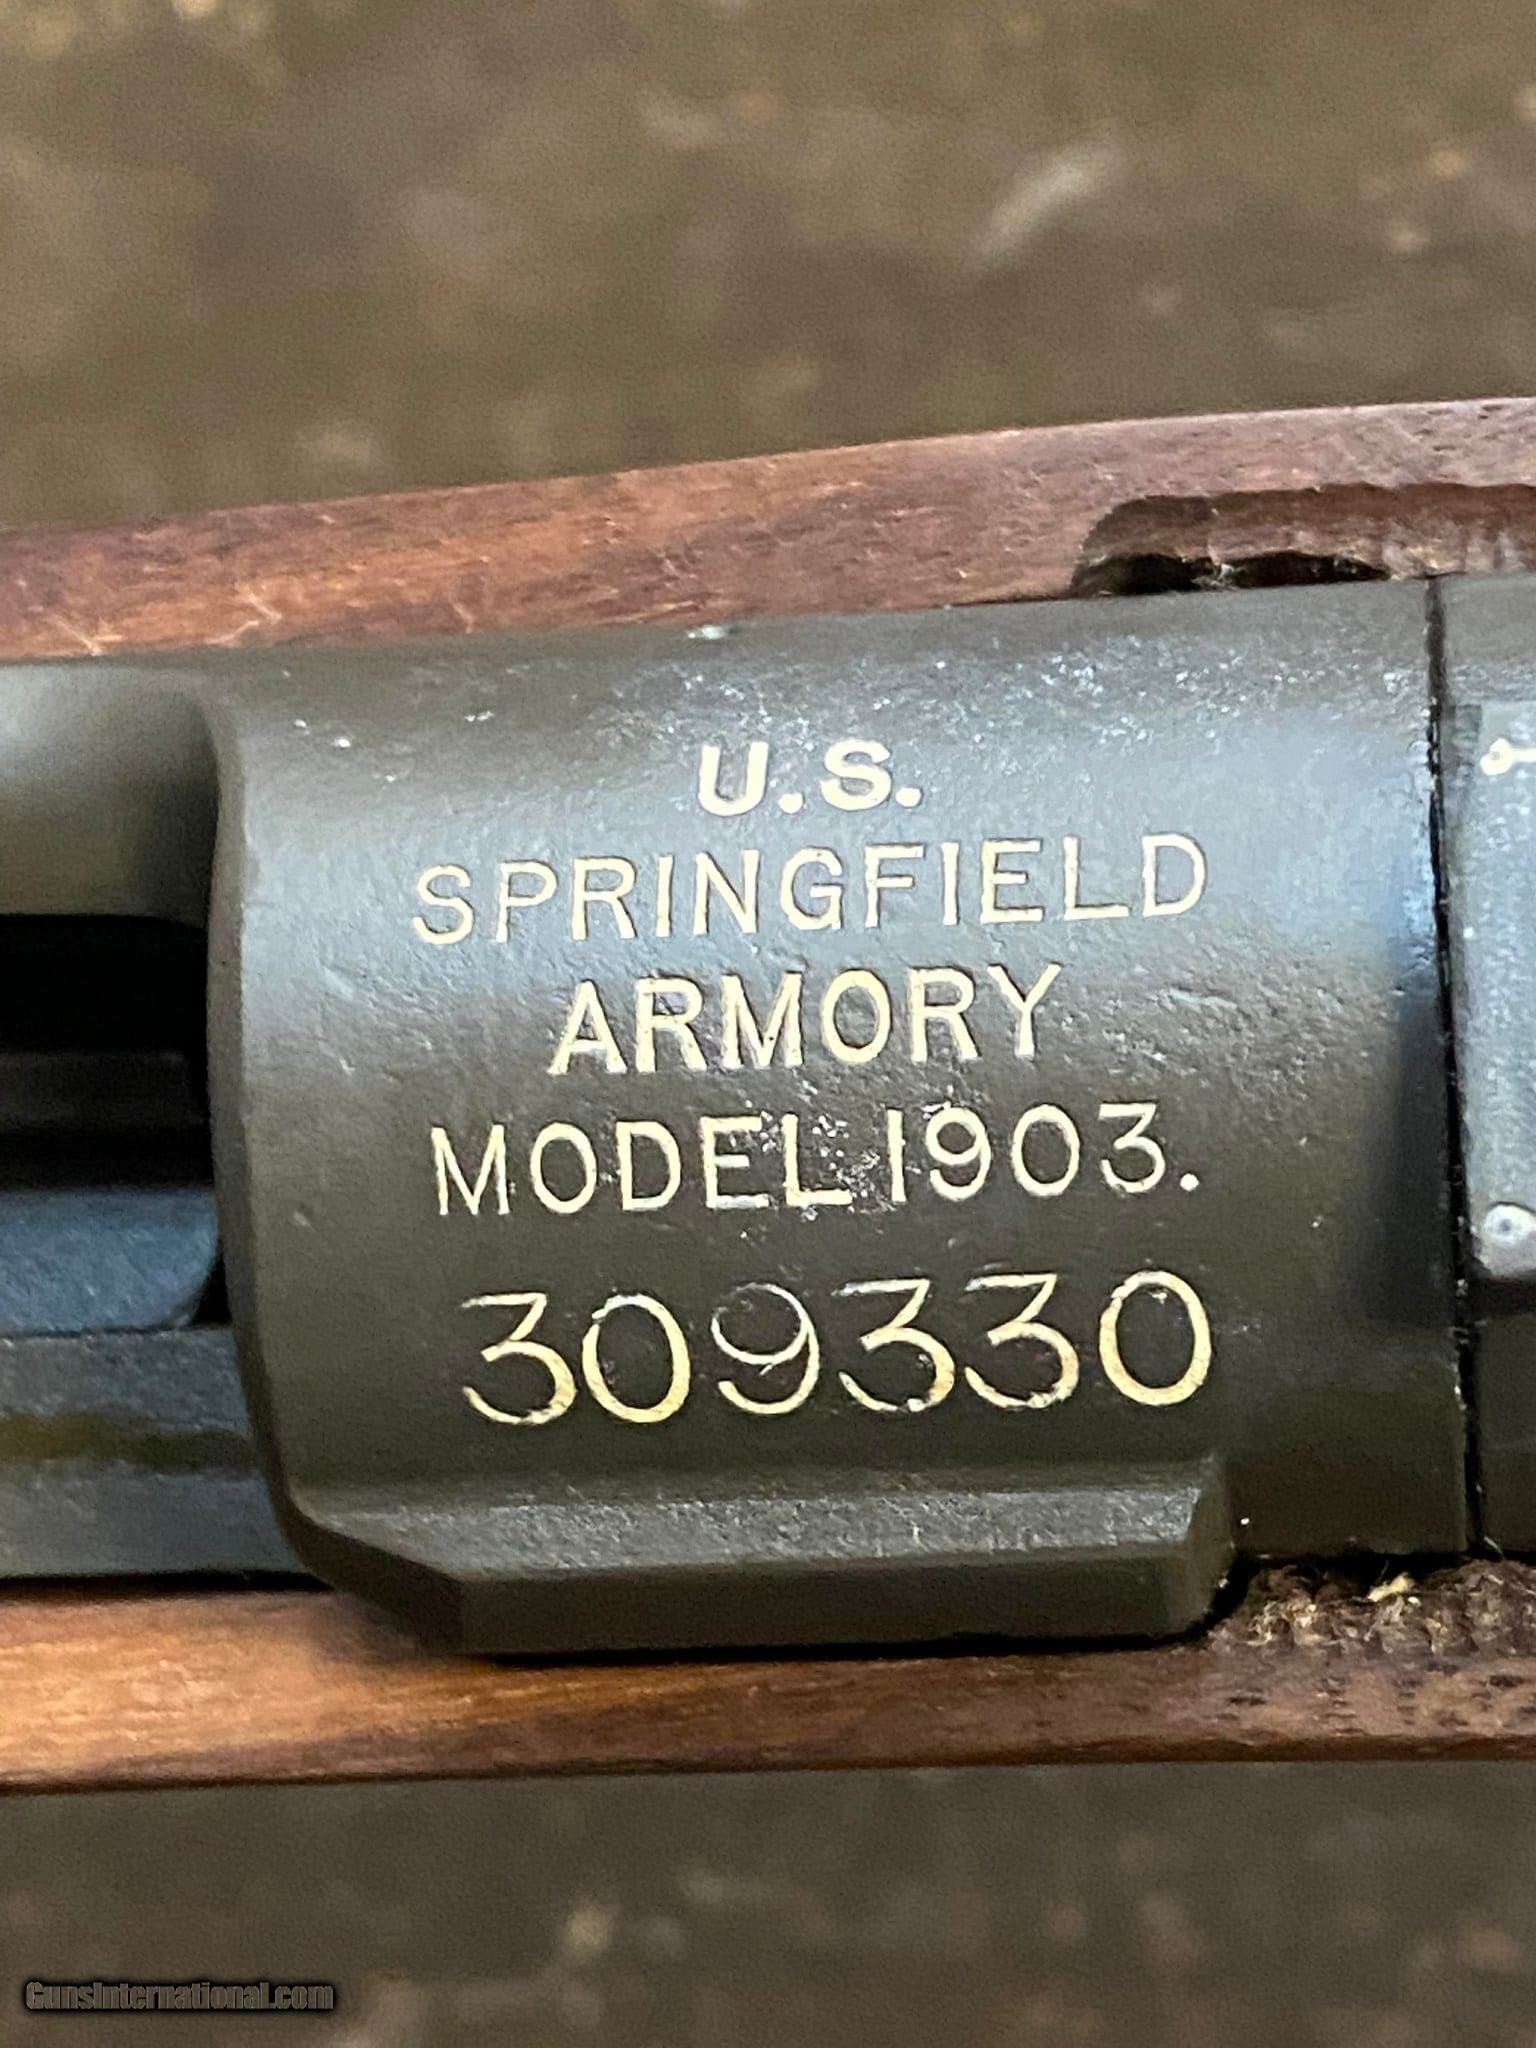 U.S.
SPRINGFIELD
ARMORY
MODEL 1903.
309330
GunsInternational.com